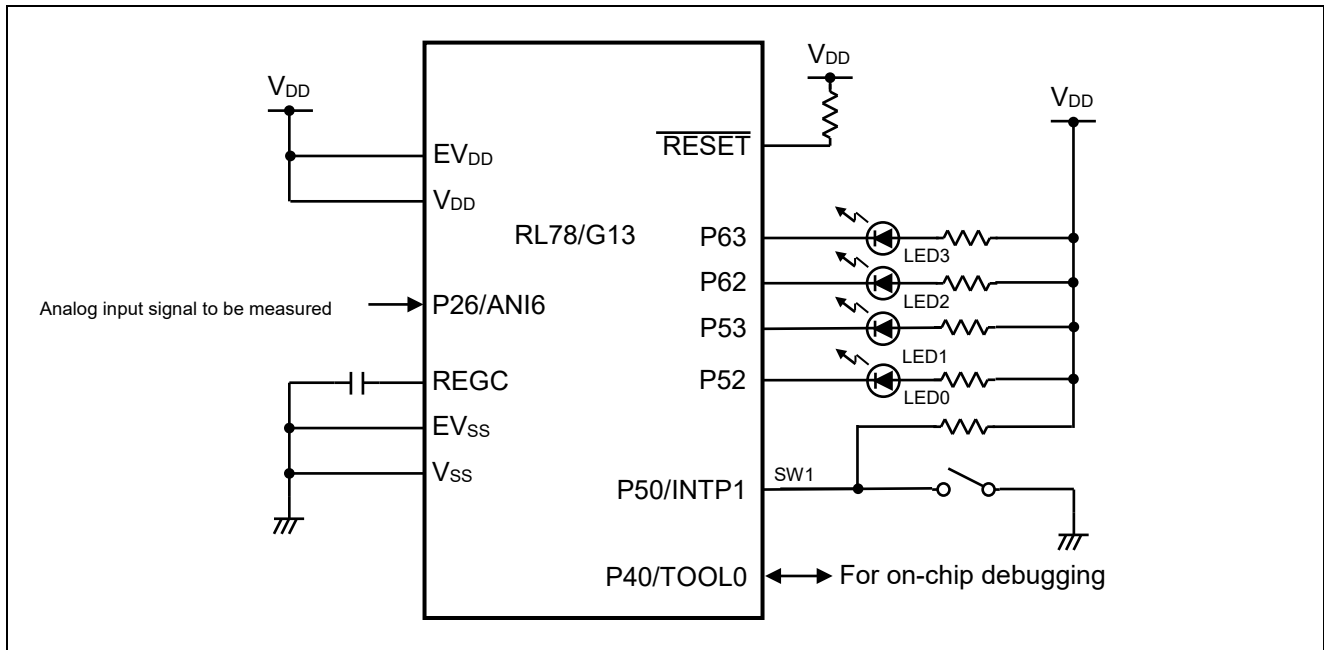 VDD
EVDD
VDD
RL78/G13
Analog input signal to be measured
P26/ANI6
REGC
EVSS
VSS
VDD
RESET
VDD
P63
LED3
P62
LED2
P53
LED1
P52
LED0
P50/INTP1
SW1
P40/TOOL0
For on-chip debugging